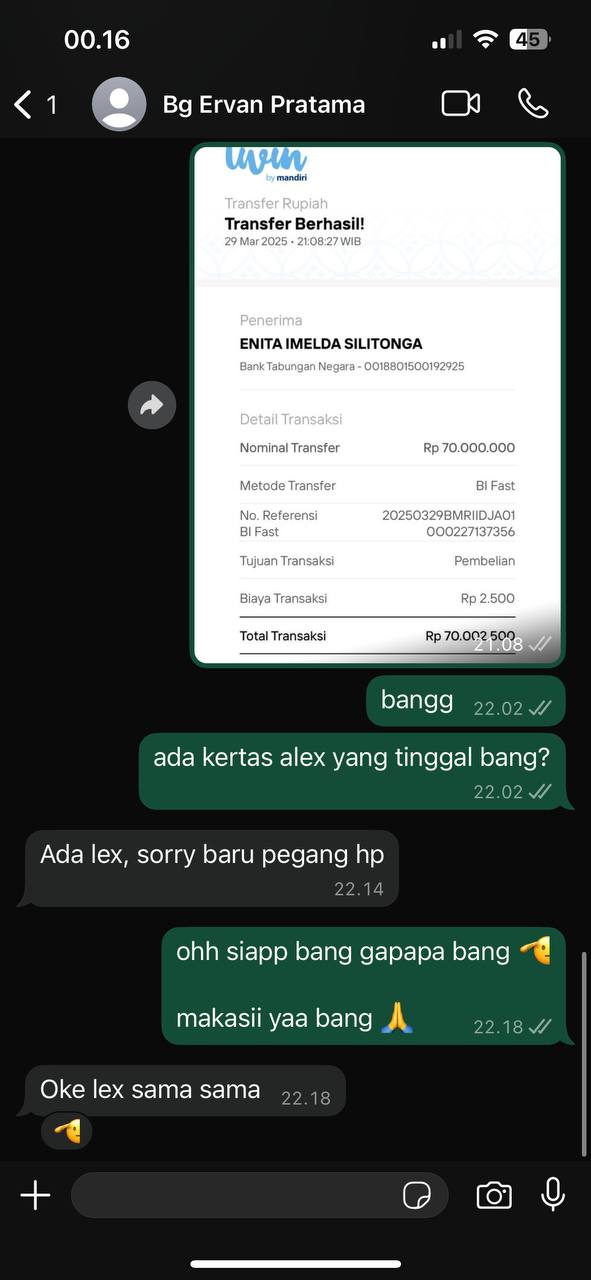 00.16
45
1
Bg Ervan Pratama
livin
by mandiri
Transfer Rupiah
Transfer Berhasil!
29 Mar 2025 • 21:08:27 WIB
Penerima
ENITA IMELDA SILITONGA
Bank Tabungan Negara - 0018801500192925
Detail Transaksi
Nominal Transfer Rp 70.000.000
Metode Transfer BI Fast
No. Referensi 20250329BMRIIDJA01
BI Fast 000227137356
Tujuan Transaksi Pembelian
Biaya Transaksi Rp 2.500
Total Transaksi Rp 70.002.500
21.08
bangg 22.02
ada kertas alex yang tinggal bang?
22.02
Ada lex, sorry baru pegang hp
22.14
ohh siapp bang gapapa bang
makasii yaa bang 🙏 22.18
Oke lex sama sama 22.18